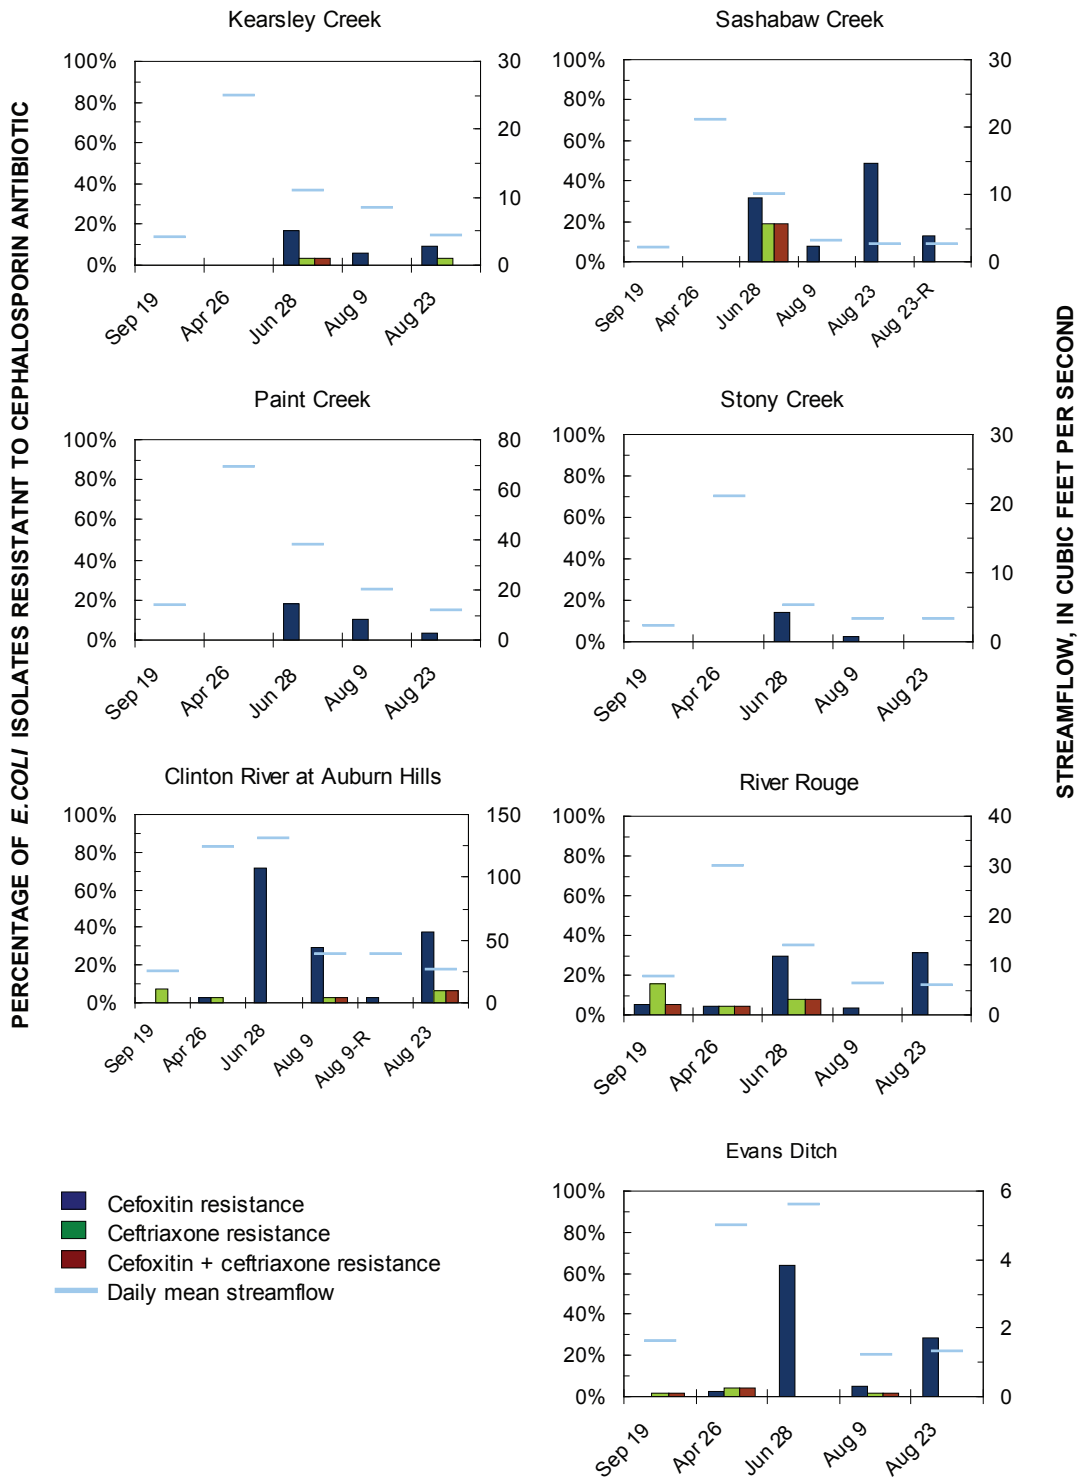 PERCENTAGE OF E.COLI ISOLATES RESISTATNT TO CEPHALOSPORIN ANTIBIOTIC
STREAMFLOW, IN CUBIC FEET PER SECOND
Kearsley Creek
100%
80%
60%
40%
20%
0%
30
20
10
0
Sep 19
Apr 26
Jun 28
Aug 9
Aug 23
Sashabaw Creek
100%
80%
60%
40%
20%
0%
30
20
10
0
Sep 19
Apr 26
Jun 28
Aug 9
Aug 23
Aug 23-R
Paint Creek
100%
80%
60%
40%
20%
0%
80
60
40
20
0
Sep 19
Apr 26
Jun 28
Aug 9
Aug 23
Stony Creek
100%
80%
60%
40%
20%
0%
30
20
10
0
Sep 19
Apr 26
Jun 28
Aug 9
Aug 23
Clinton River at Auburn Hills
100%
80%
60%
40%
20%
0%
150
100
50
0
Sep 19
Apr 26
Jun 28
Aug 9
Aug 9-R
Aug 23
River Rouge
100%
80%
60%
40%
20%
0%
40
30
20
10
0
Sep 19
Apr 26
Jun 28
Aug 9
Aug 23
Evans Ditch
100%
80%
60%
40%
20%
0%
6
4
2
0
Sep 19
Apr 26
Jun 28
Aug 9
Aug 23
Cefoxitin resistance
Ceftriaxone resistance
Cefoxitin + ceftriaxone resistance
Daily mean streamflow